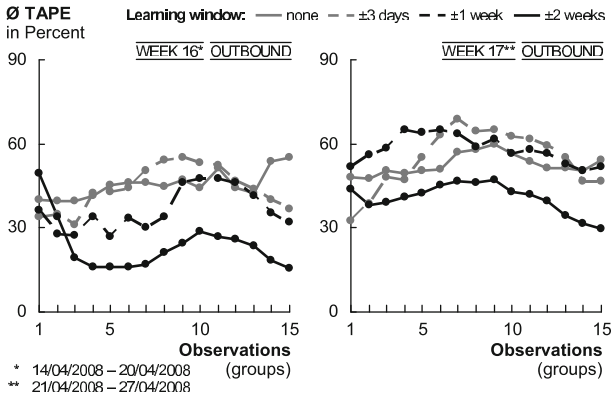 Ø TAPE Learning window: none ±3 days ±1 week ±2 weeks
in Percent
WEEK 16* OUTBOUND WEEK 17** OUTBOUND
90 90
60 60
30 30
0 0
1 5 10 15 1 5 10 15
Observations Observations
(groups) (groups)
* 14/04/2008 – 20/04/2008
** 21/04/2008 – 27/04/2008